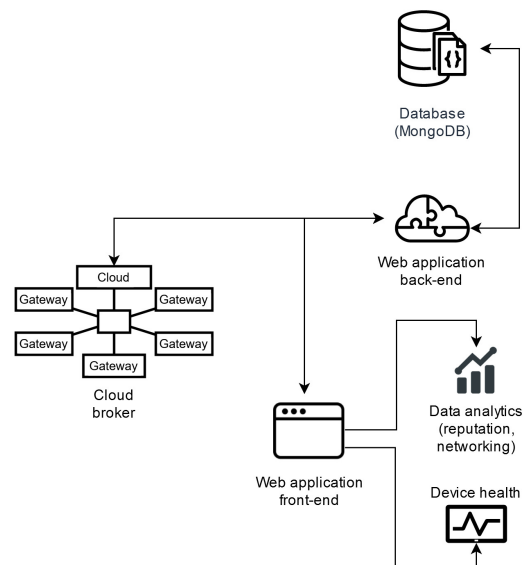 Database
(MongoDB)
Web application
back-end
Cloud
Gateway
Gateway
Gateway
Gateway
Gateway
Cloud
broker
Web application
front-end
Data analytics
(reputation,
networking)
Device health